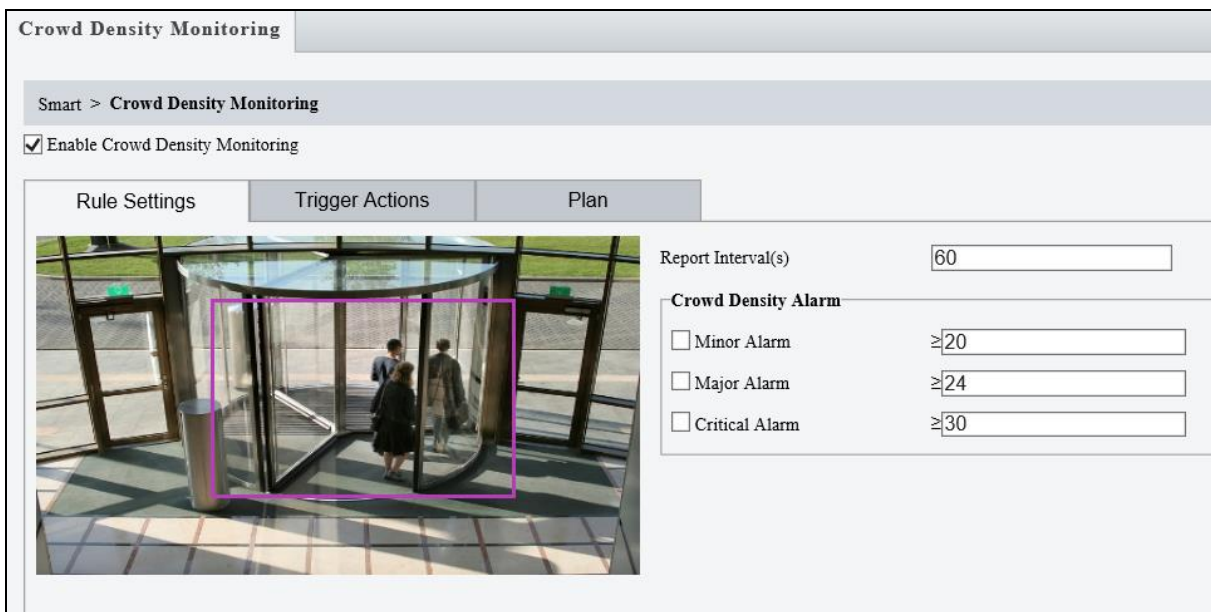 Crowd Density Monitoring
Smart > Crowd Density Monitoring
Enable Crowd Density Monitoring
Rule Settings Trigger Actions Plan
Report Interval(s) 60
Crowd Density Alarm
Minor Alarm ≥20
Major Alarm ≥24
Critical Alarm ≥30